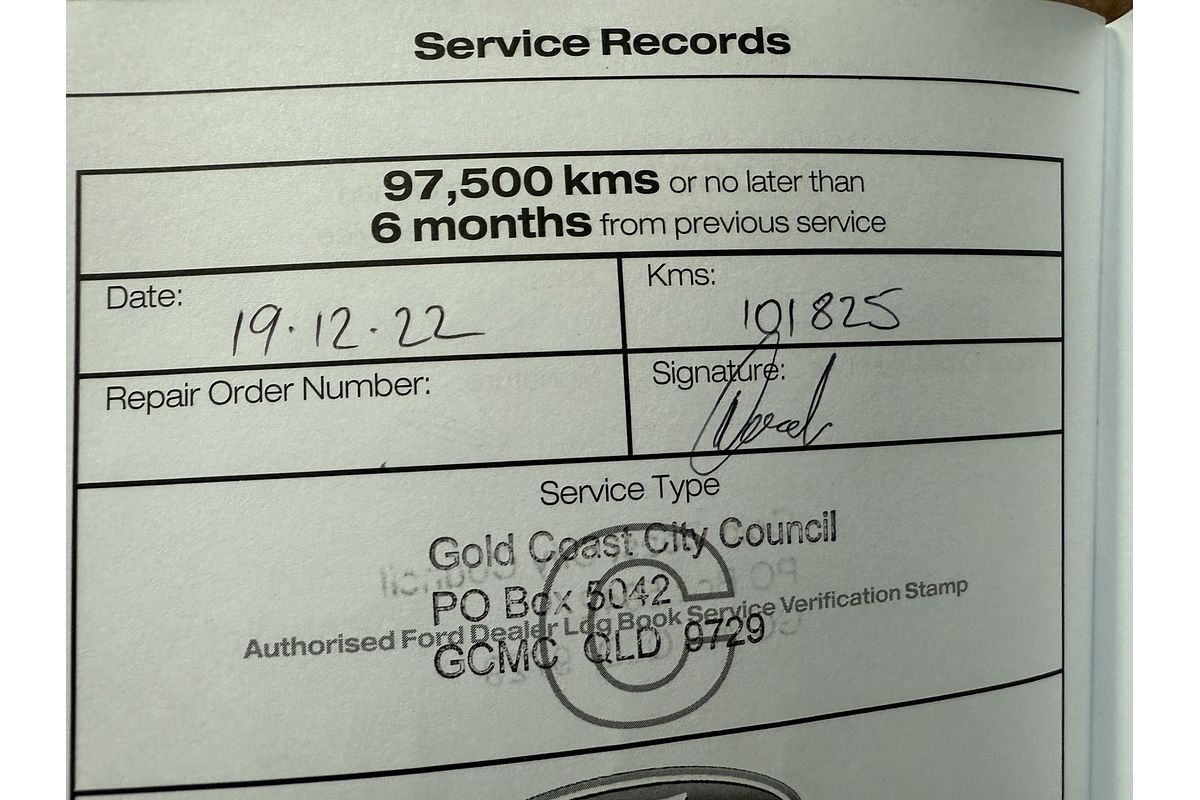 Service Records
97,500 kms or no later than
6 months from previous service
Date:
19.12.22
Kms:
101825
Repair Order Number:
Signature:
Service Type
C
Gold Coast City Council
PO Box 5042
Authorised Ford Dealer Log Book Service Verification Stamp
GCMC QLD 9729